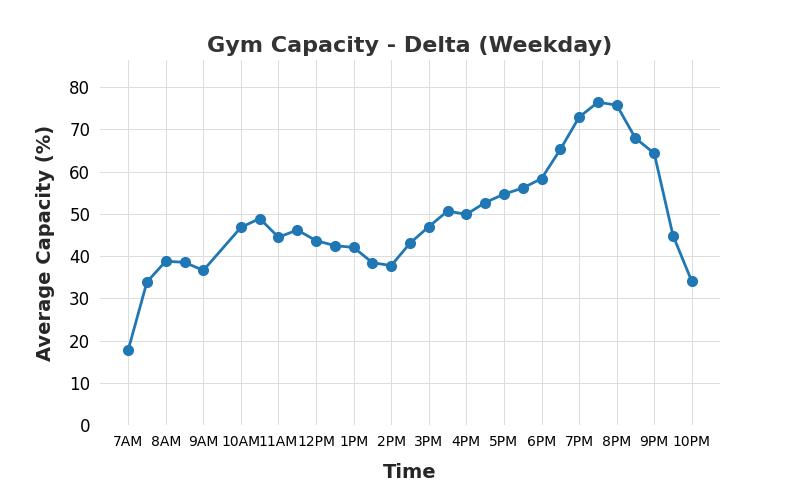 Gym Capacity - Delta (Weekday)
Average Capacity (%)
80
70
60
50
40
30
20
10
0
7AM 8AM 9AM 10AM 11AM 12PM 1PM 2PM 3PM 4PM 5PM 6PM 7PM 8PM 9PM 10PM
Time